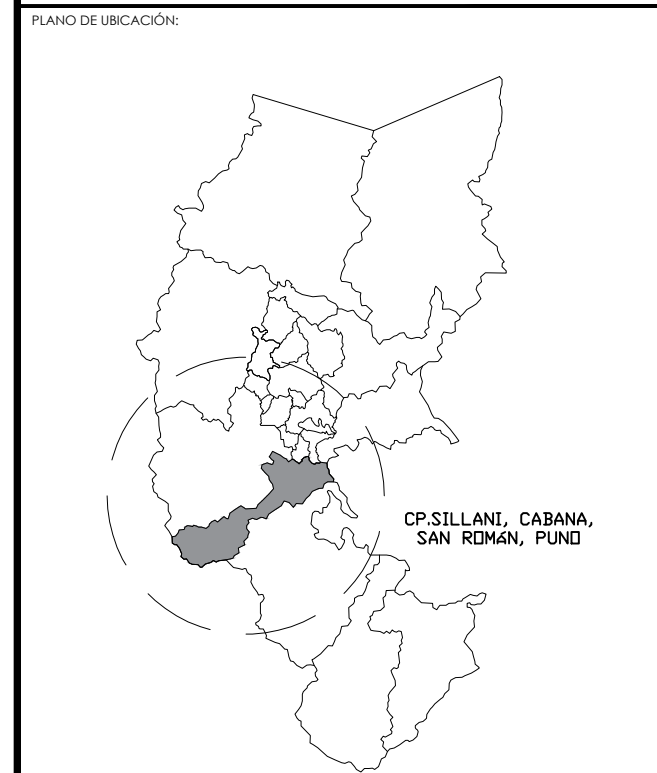 PLANO DE UBICACIÓN:
CP.SILLANI, CABANA,
SAN ROMáN, PUNO